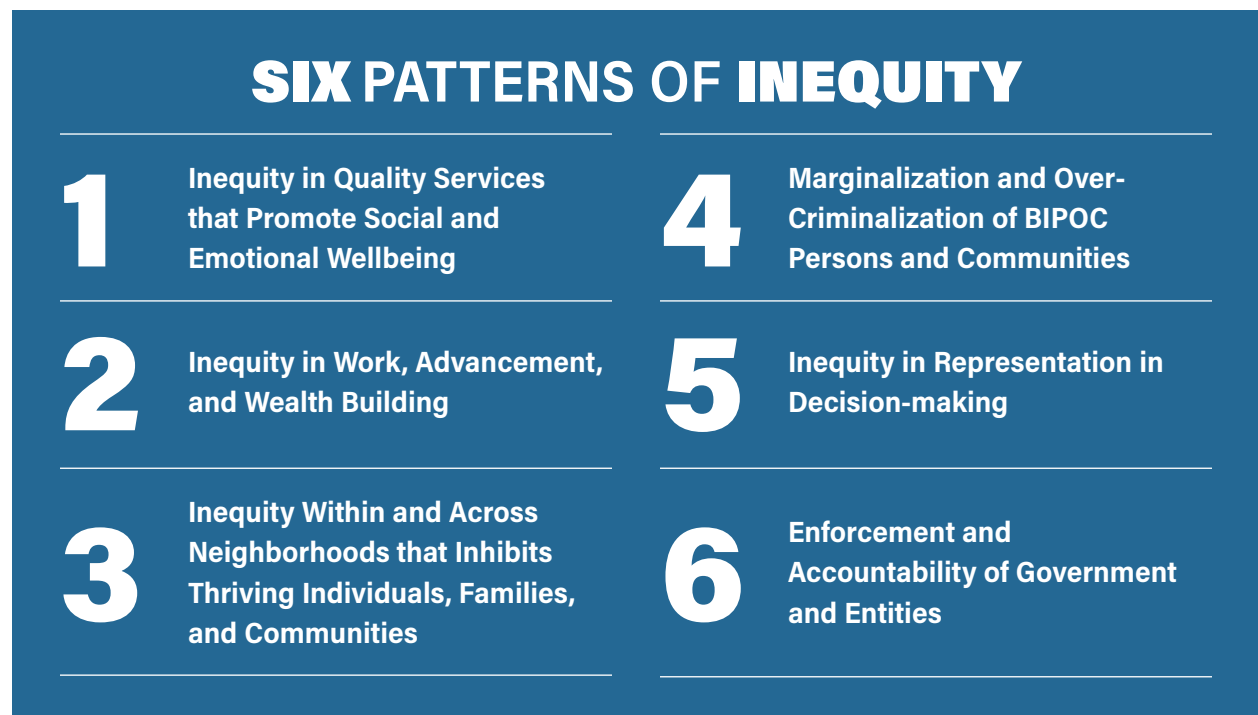 SIX PATTERNS OF INEQUITY
1
Inequity in Quality Services
that Promote Social and
Emotional Wellbeing
2
Inequity in Work, Advancement,
and Wealth Building
3
Inequity Within and Across
Neighborhoods that Inhibits
Thriving Individuals, Families,
and Communities
4
Marginalization and Over-
Criminalization of BIPOC
Persons and Communities
5
Inequity in Representation in
Decision-making
6
Enforcement and
Accountability of Government
and Entities